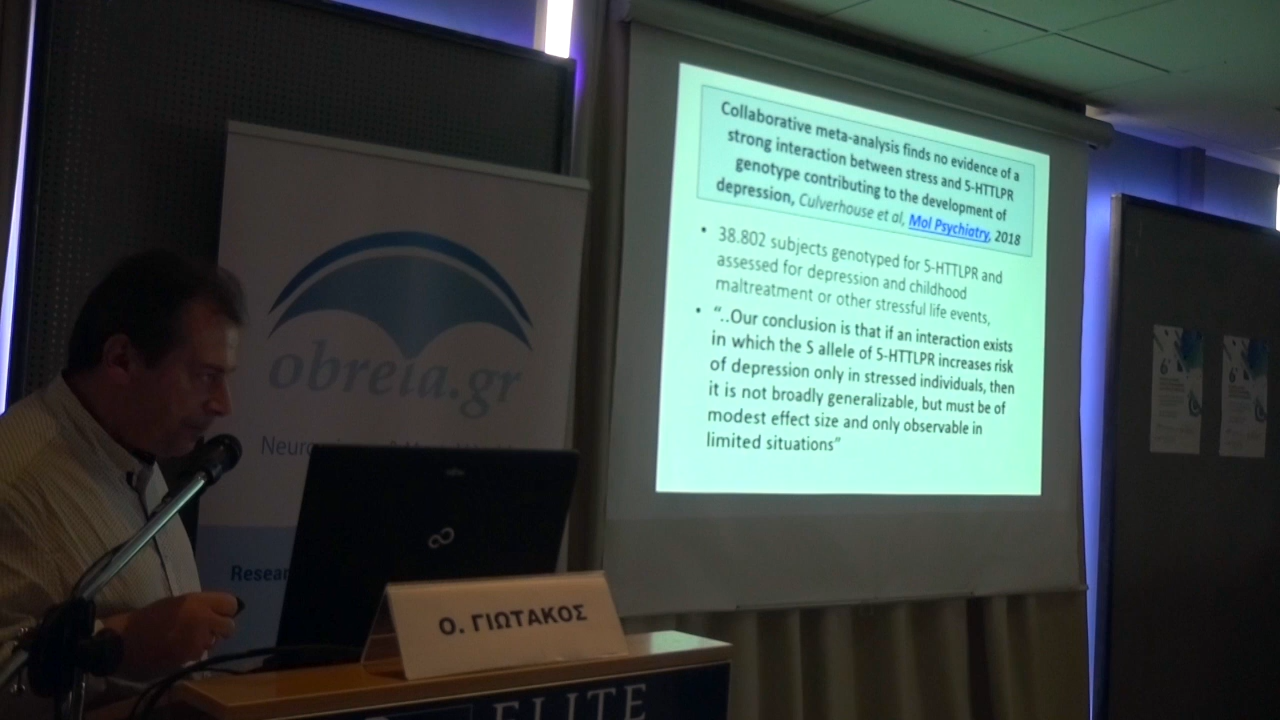 Collaborative meta-analysis finds no evidence of a
strong interaction between stress and 5-HTTLPR
genotype contributing to the development of
depression, Culverhouse et al, Mol Psychiatry, 2018
• 38.802 subjects genotyped for 5-HTTLPR and
assessed for depression and childhood
maltreatment or other stressful life events,
• “..Our conclusion is that if an interaction exists
in which the S allele of 5-HTTLPR increases risk
of depression only in stressed individuals, then
it is not broadly generalizable, but must be of
modest effect size and only observable in
limited situations”
obreia.gr
Ο. ΓΙΩΤΑΚΟΣ
ELITE